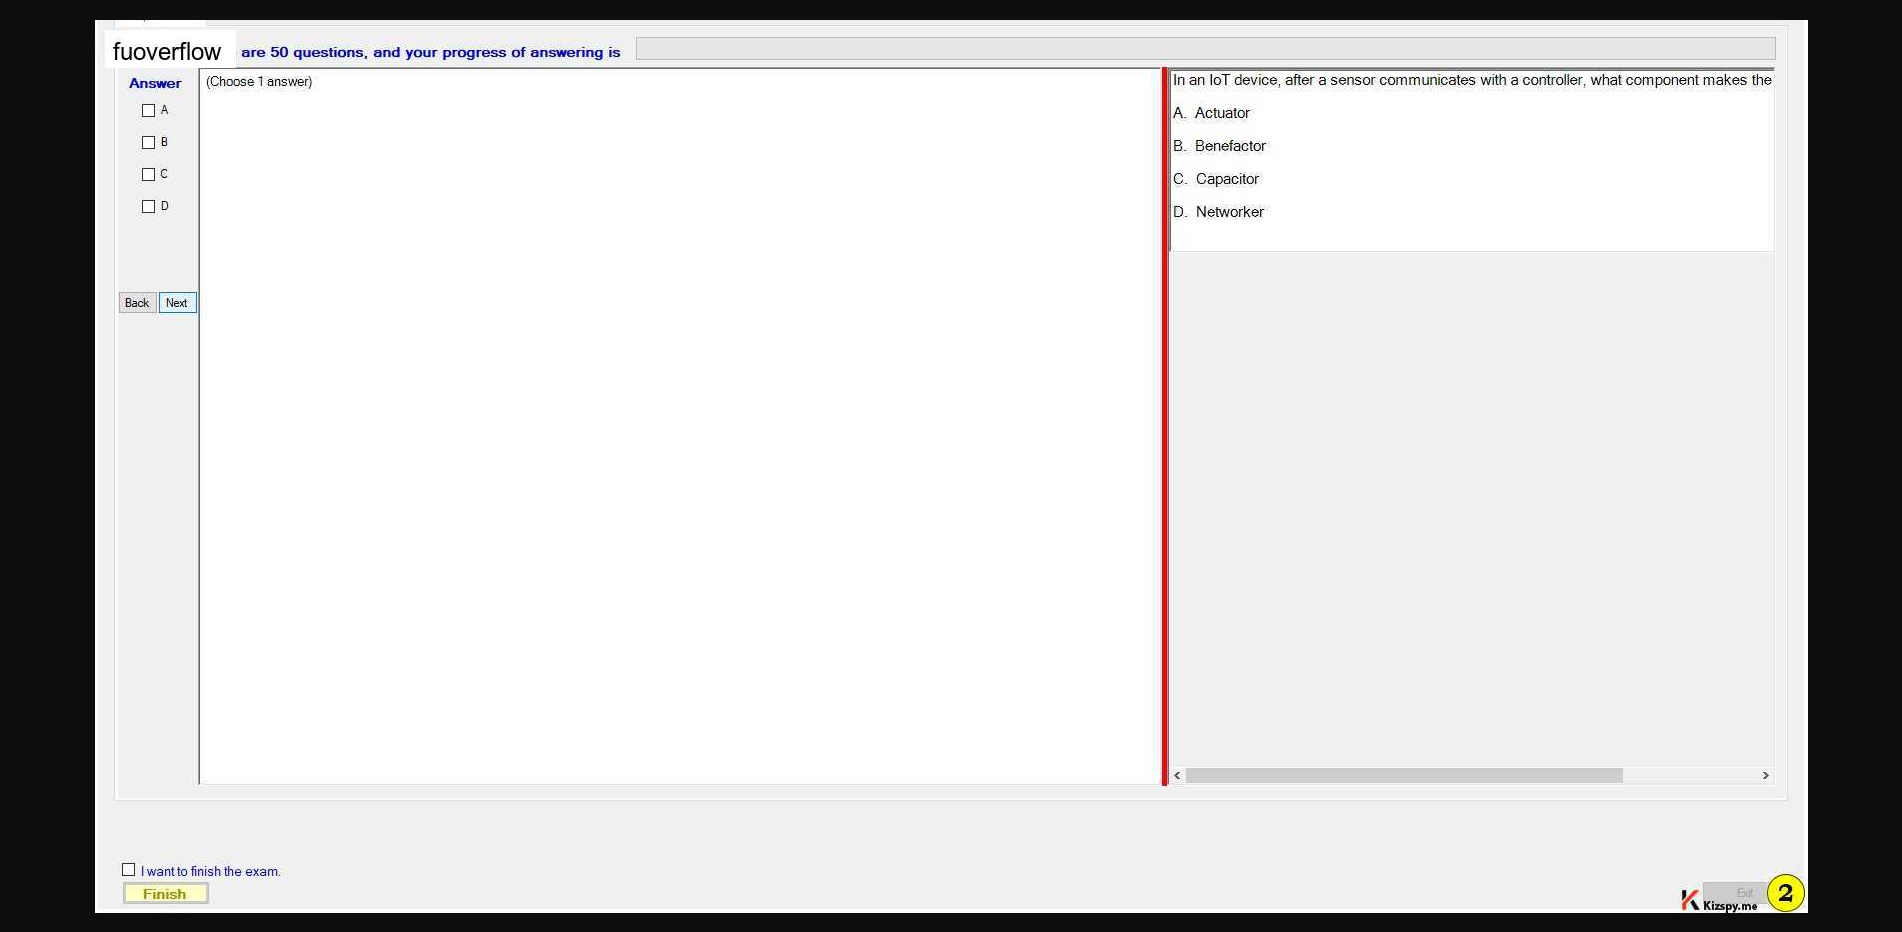 fuoverflow are 50 questions, and your progress of answering is
Answer
(Choose 1 answer)
A
B
C
D
Back Next
In an IoT device, after a sensor communicates with a controller, what component makes the
A. Actuator
B. Benefactor
C. Capacitor
D. Networker
< >
I want to finish the exam.
Finish
Exit
Kizspy.me
2